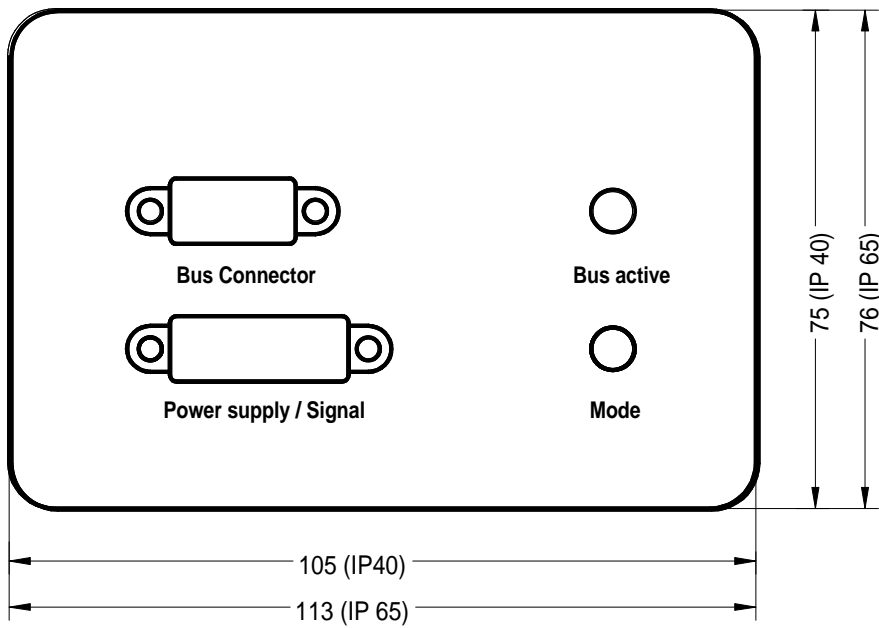 Bus Connector
Bus active
75 (IP 40)
76 (IP 65)
Power supply / Signal
Mode
105 (IP40)
113 (IP 65)